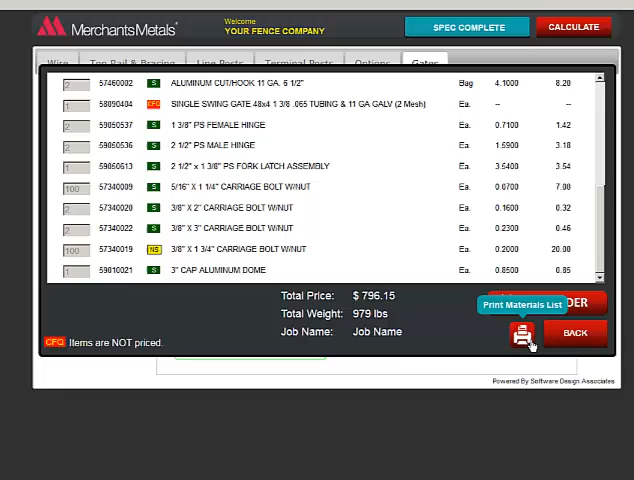 MerchantsMetals
Welcome
YOUR FENCE COMPANY
SPEC COMPLETE
CALCULATE
Wire Top Rail & Bracing Line Posts Terminal Posts Options Gates
2 57460002 S ALUMINUM CUT/HOOK 11 GA. 6 1/2" Bag 4.1000 8.20
1 58090404 CFQ SINGLE SWING GATE 48x4 1 3/8 .065 TUBING & 11 GA GALV (2 Mesh) Ea. -- --
2 59050537 S 1 3/8" PS FEMALE HINGE Ea. 0.7100 1.42
2 59050536 S 2 1/2" PS MALE HINGE Ea. 1.5900 3.18
1 59050613 S 2 1/2" x 1 3/8" PS FORK LATCH ASSEMBLY Ea. 3.5400 3.54
100 57340009 S 5/16" X 1 1/4" CARRIAGE BOLT W/NUT Ea. 0.0700 7.00
2 57340020 S 3/8" X 2" CARRIAGE BOLT W/NUT Ea. 0.1600 0.32
2 57340022 S 3/8" X 3" CARRIAGE BOLT W/NUT Ea. 0.2300 0.46
100 57340019 NS 3/8" X 1 3/4" CARRIAGE BOLT W/NUT Ea. 0.2000 20.00
1 59010021 S 3" CAP ALUMINUM DOME Ea. 0.8500 0.85
Total Price: $ 796.15
Print Materials List
DER
Total Weight: 979 lbs
Job Name: Job Name
BACK
CFQ Items are NOT priced.
Powered By Software Design Associates